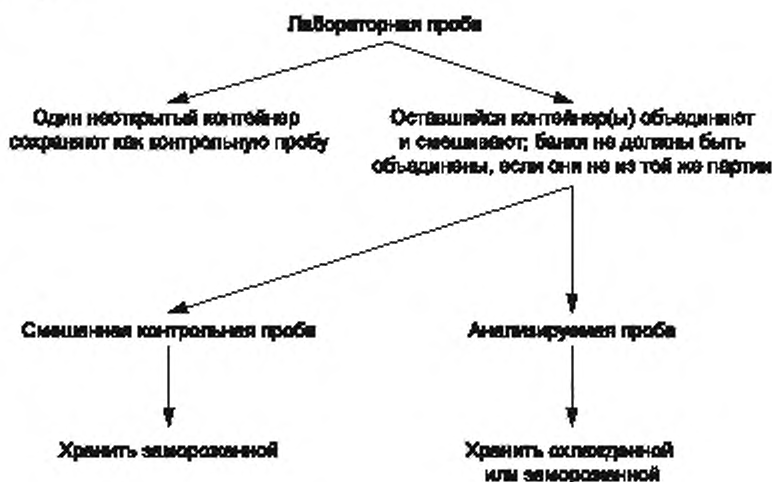 Лабораторная проба
Один неоткрытый контейнер
сохраняют как контрольную пробу
Оставшийся контейнер(ы) объединяют
и смешивают; банки не должны быть
объединены, если они не из той же партии
Смешанная контрольная проба
Анализируемая проба
Хранить замороженной
Хранить охлажденной
или замороженной